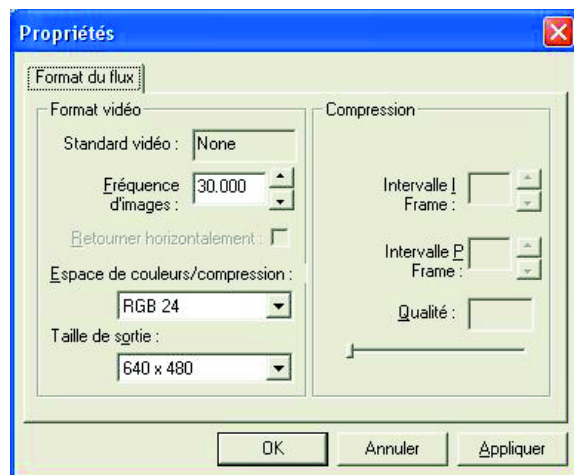 Propriétés
Format du flux
Format vidéo
Standard vidéo : None
Fréquence
d'images : 30.000
Retourner horizontalement :
Espace de couleurs/compression :
RGB 24
Taille de sortie :
640 x 480
Compression
Intervalle I
Frame :
Intervalle P
Frame :
Qualité :
OK Annuler Appliquer